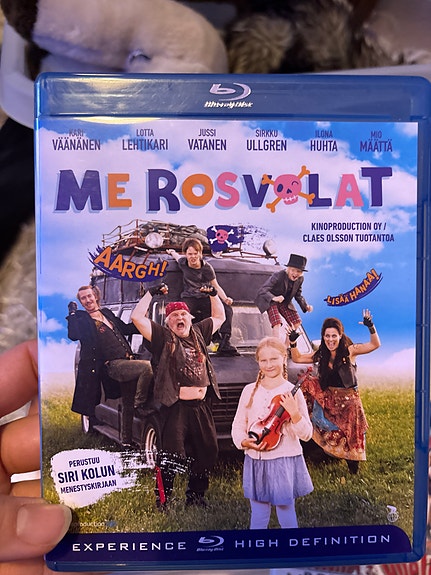 Blu-ray Disc
KARI VÄÄNÄNEN
LOTTA LEHTIKARI
JUSSI VATANEN
SIRKKU ULLGREN
ILONA HUHTA
MIO MÄÄTTÄ
ME ROSVOLAT
KINOPRODUCTION OY /
CLAES OLSSON TUOTANTOA
AARGH!
LISÄÄ HANAA!
PERUSTUU
SIRI KOLUN
MENESTYSKIRJAAN
EXPERIENCE Blu-ray Disc HIGH DEFINITION